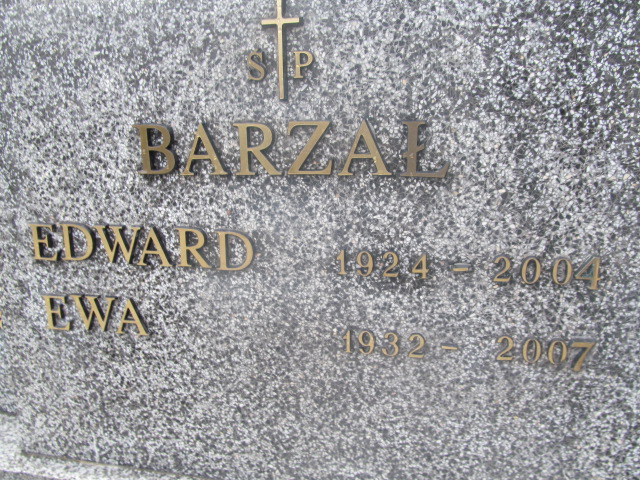 S P
BARZAŁ
EDWARD 1924 - 2004
EWA 1932 - 2007